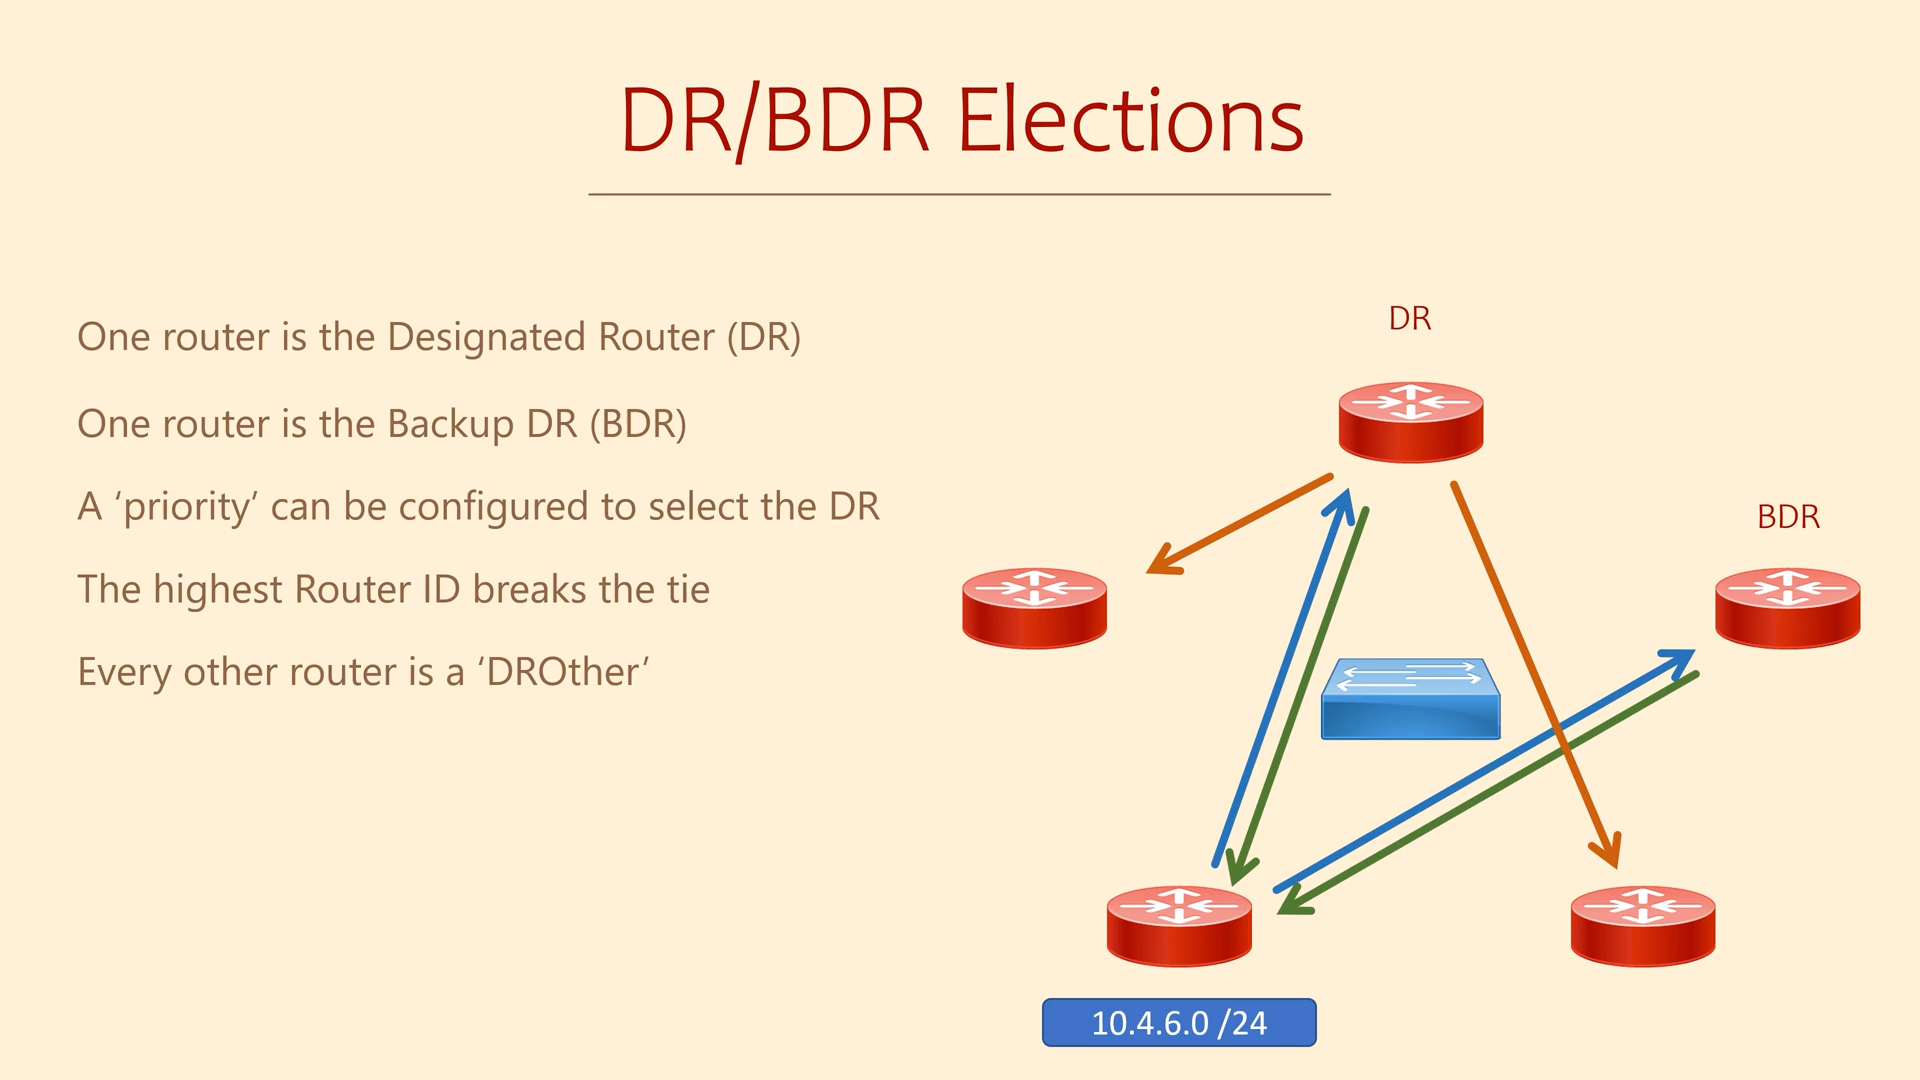 DR/BDR Elections
One router is the Designated Router (DR)
One router is the Backup DR (BDR)
A ‘priority’ can be configured to select the DR
The highest Router ID breaks the tie
Every other router is a ‘DROther’
DR
BDR
10.4.6.0 /24